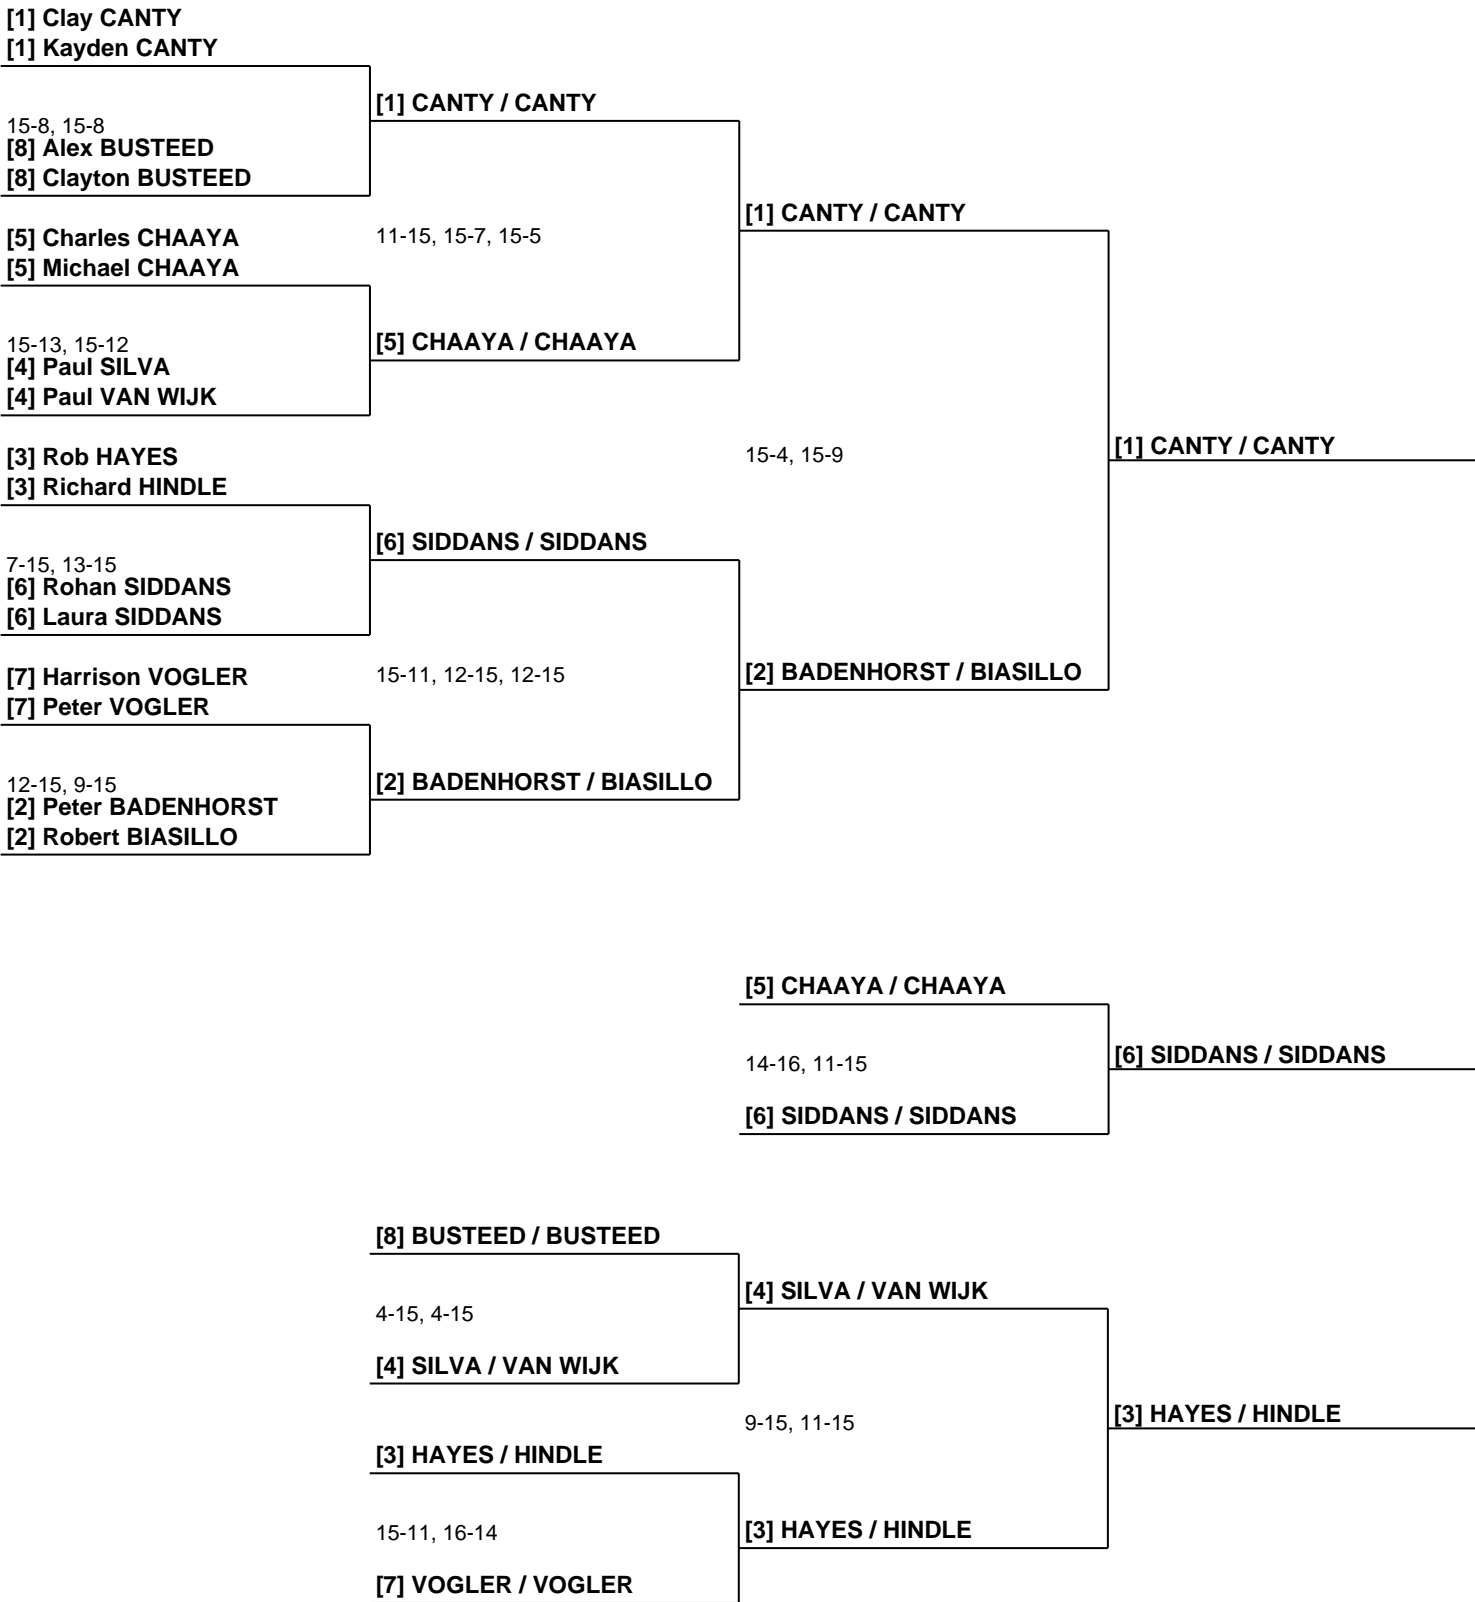 [1] Clay CANTY
[1] Kayden CANTY
[1] CANTY / CANTY
15-8, 15-8
[8] Alex BUSTEED
[8] Clayton BUSTEED
[1] CANTY / CANTY
[5] Charles CHAAYA
11-15, 15-7, 15-5
[5] Michael CHAAYA
15-13, 15-12
[5] CHAAYA / CHAAYA
[4] Paul SILVA
[4] Paul VAN WIJK
[1] CANTY / CANTY
[3] Rob HAYES
15-4, 15-9
[3] Richard HINDLE
[6] SIDDANS / SIDDANS
7-15, 13-15
[6] Rohan SIDDANS
[6] Laura SIDDANS
[7] Harrison VOGLER
15-11, 12-15, 12-15
[2] BADENHORST / BIASILLO
[7] Peter VOGLER
12-15, 9-15
[2] BADENHORST / BIASILLO
[2] Peter BADENHORST
[2] Robert BIASILLO
[5] CHAAYA / CHAAYA
14-16, 11-15
[6] SIDDANS / SIDDANS
[6] SIDDANS / SIDDANS
[8] BUSTEED / BUSTEED
[4] SILVA / VAN WIJK
4-15, 4-15
[4] SILVA / VAN WIJK
9-15, 11-15
[3] HAYES / HINDLE
[3] HAYES / HINDLE
15-11, 16-14
[3] HAYES / HINDLE
[7] VOGLER / VOGLER